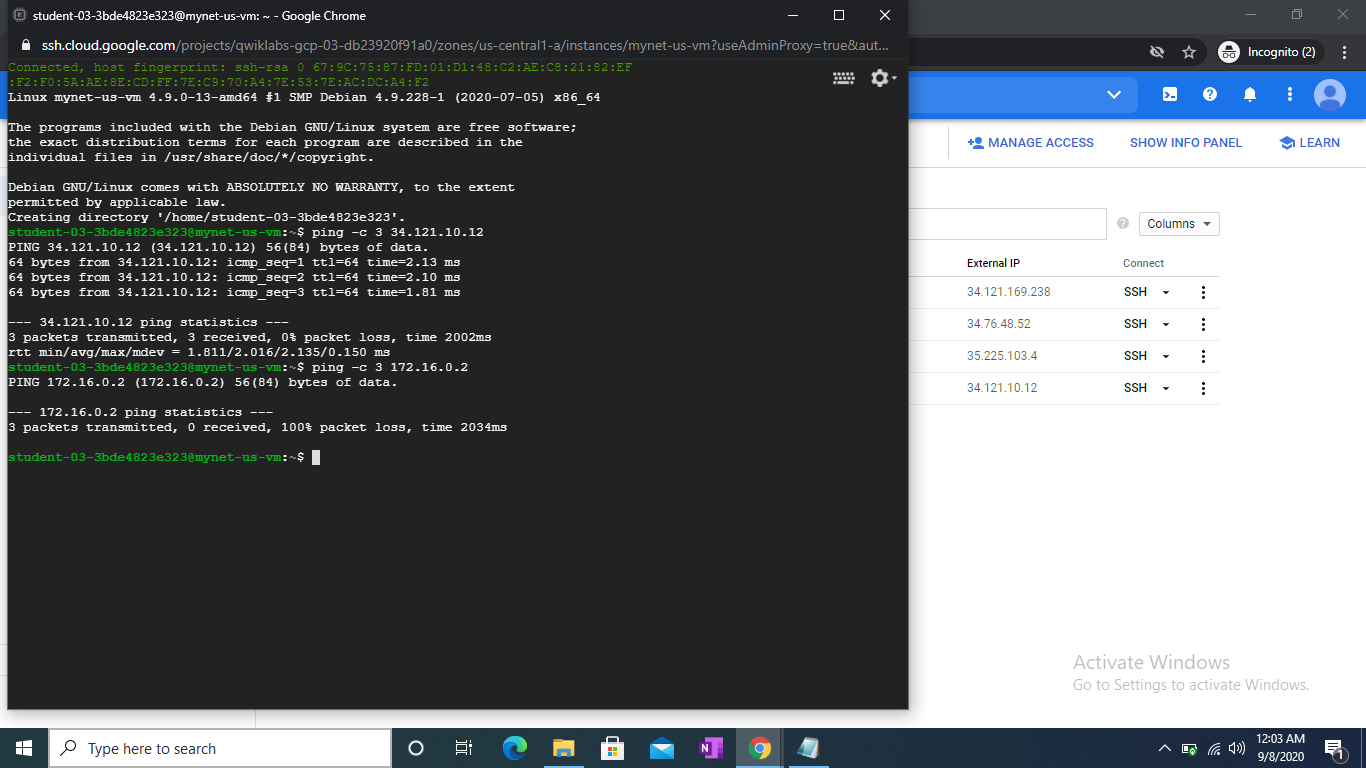 student-03-3bde4823e323@mynet-us-vm: ~ - Google Chrome
ssh.cloud.google.com/projects/qwiklabs-gcp-03-db23920f91a0/zones/us-central1-a/instances/mynet-us-vm?useAdminProxy=true&aut...
Connected, host fingerprint: ssh-rsa 0 67:9C:75:87:FD:01:D1:48:C2:AE:C8:21:82:EF
:F2:F0:5A:AE:8E:CD:FF:7E:C9:70:A4:7E:53:7E:AC:DC:A4:F2
Linux mynet-us-vm 4.9.0-13-amd64 #1 SMP Debian 4.9.228-1 (2020-07-05) x86_64
The programs included with the Debian GNU/Linux system are free software;
the exact distribution terms for each program are described in the
individual files in /usr/share/doc/*/copyright.
Debian GNU/Linux comes with ABSOLUTELY NO WARRANTY, to the extent
permitted by applicable law.
Creating directory '/home/student-03-3bde4823e323'.
student-03-3bde4823e323@mynet-us-vm:~$ ping -c 3 34.121.10.12
PING 34.121.10.12 (34.121.10.12) 56(84) bytes of data.
64 bytes from 34.121.10.12: icmp_seq=1 ttl=64 time=2.13 ms
64 bytes from 34.121.10.12: icmp_seq=2 ttl=64 time=2.10 ms
64 bytes from 34.121.10.12: icmp_seq=3 ttl=64 time=1.81 ms
--- 34.121.10.12 ping statistics ---
3 packets transmitted, 3 received, 0% packet loss, time 2002ms
rtt min/avg/max/mdev = 1.811/2.016/2.135/0.150 ms
student-03-3bde4823e323@mynet-us-vm:~$ ping -c 3 172.16.0.2
PING 172.16.0.2 (172.16.0.2) 56(84) bytes of data.
--- 172.16.0.2 ping statistics ---
3 packets transmitted, 0 received, 100% packet loss, time 2034ms
student-03-3bde4823e323@mynet-us-vm:~$
Incognito (2)
MANAGE ACCESS SHOW INFO PANEL LEARN
Columns
External IP Connect
34.121.169.238 SSH
34.76.48.52 SSH
35.225.103.4 SSH
34.121.10.12 SSH
Activate Windows
Go to Settings to activate Windows.
Type here to search
N
12:03 AM
9/8/2020
1